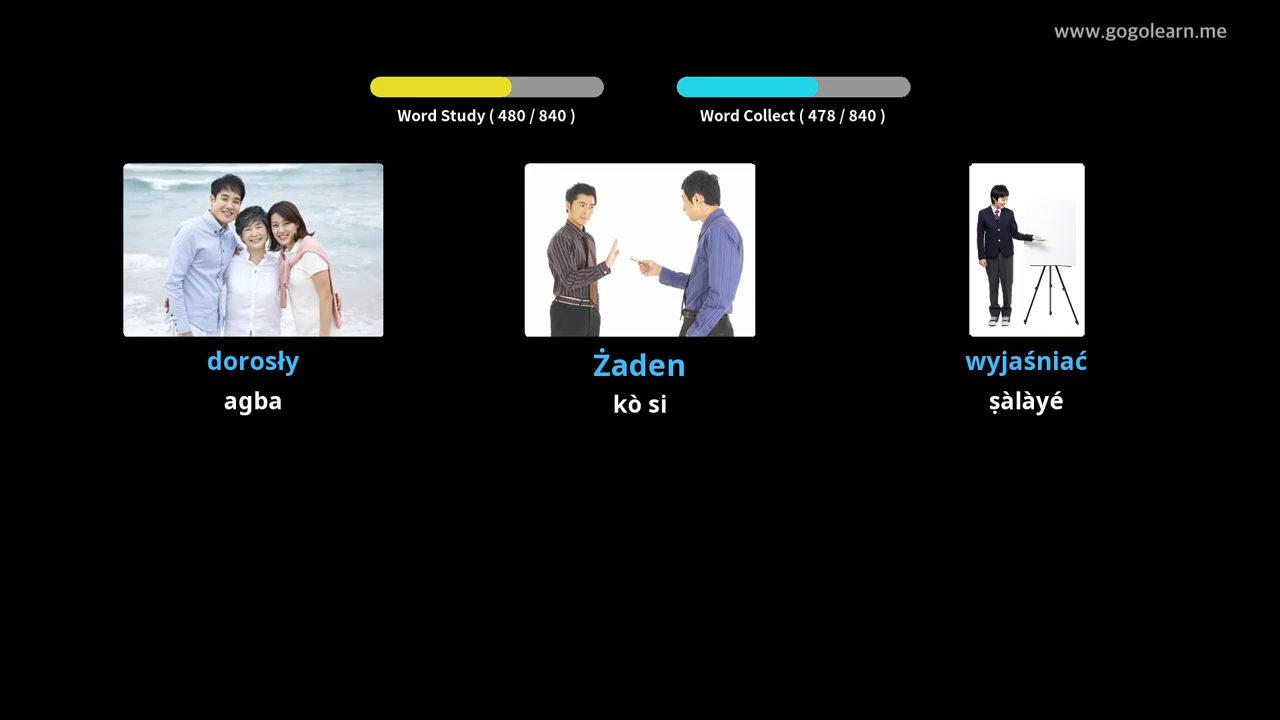 www.gogolearn.me
Word Study ( 480 / 840 )
Word Collect ( 478 / 840 )
dorosły
Żaden
wyjaśniać
agba
kò si
ṣàlàyé